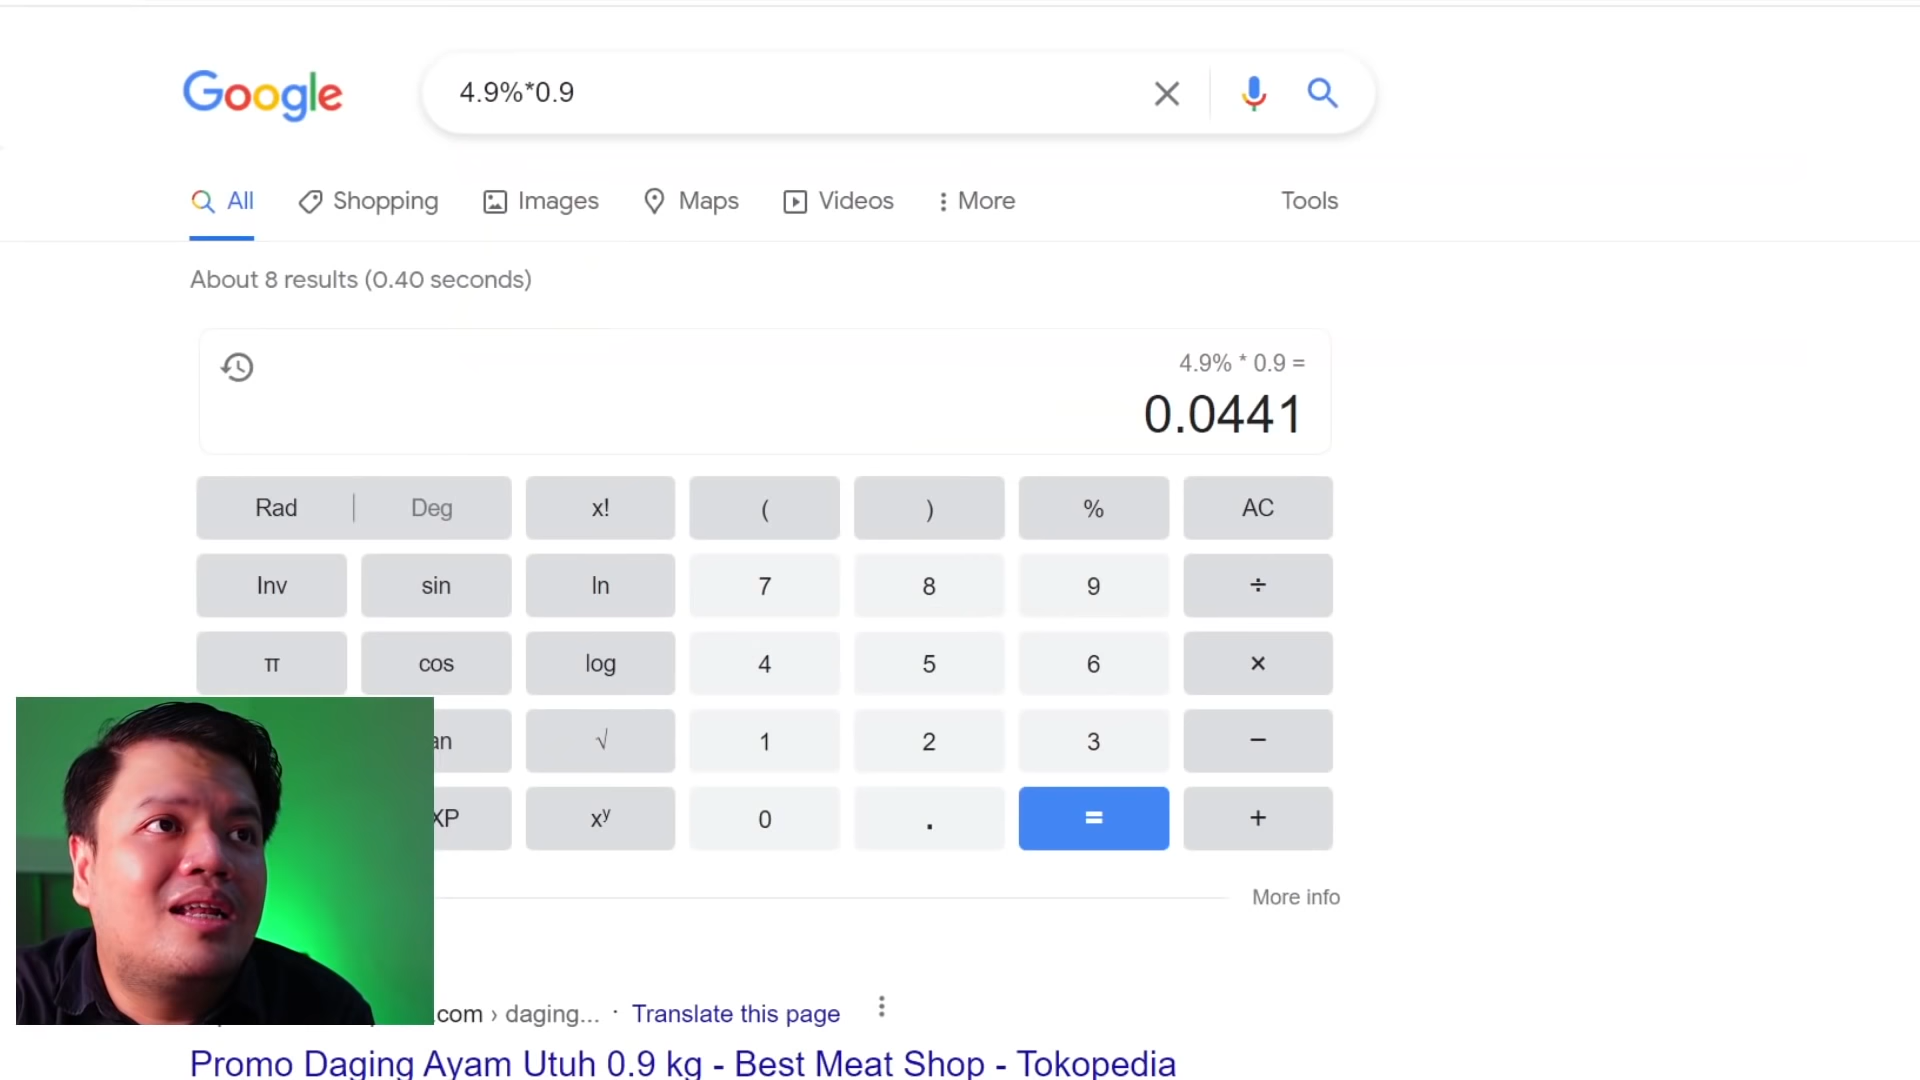 Google
4.9%*0.9
All Shopping Images Maps Videos More Tools
About 8 results (0.40 seconds)
4.9% * 0.9 =
0.0441
Rad | Deg x! ( ) % AC
Inv sin ln 7 8 9 ÷
π cos log 4 5 6 ×
an √ 1 2 3 −
XP xʸ 0 . = +
More info
com › daging... · Translate this page
Promo Daging Ayam Utuh 0.9 kg - Best Meat Shop - Tokopedia